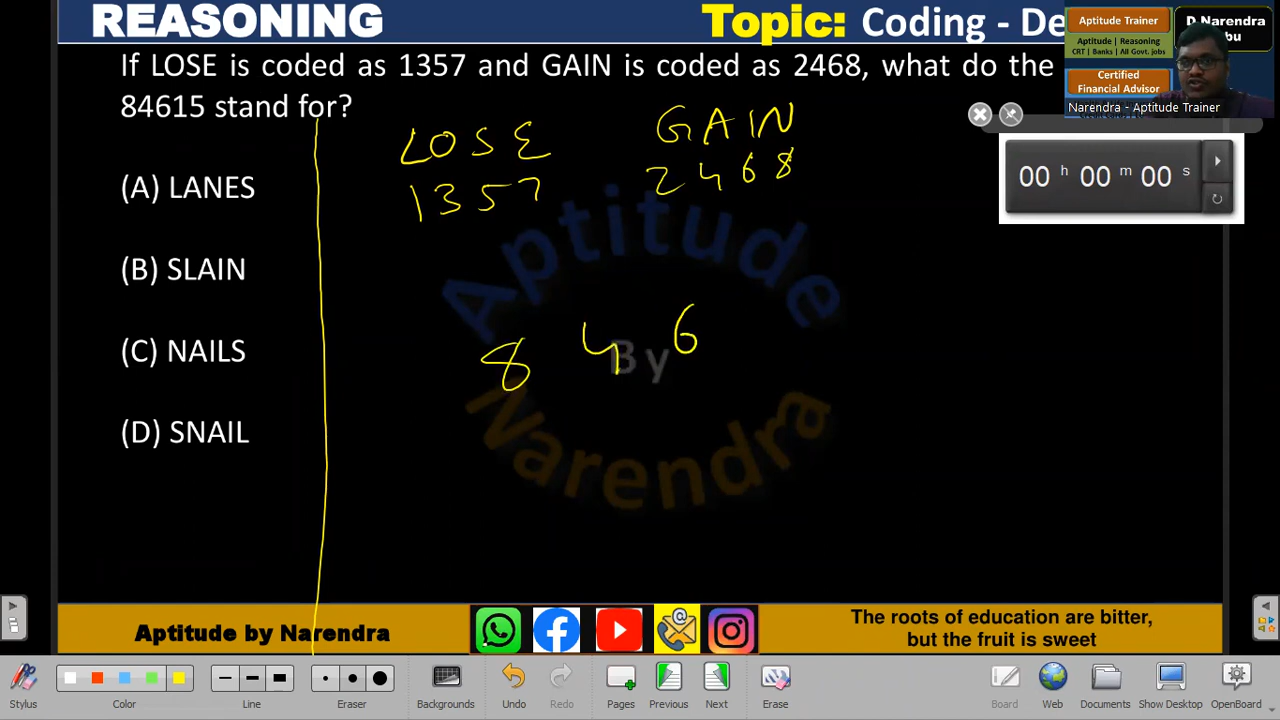 REASONING
Topic: Coding - De
Aptitude Trainer
Aptitude | Reasoning
CRT | Banks | All Govt. jobs
Certified
Financial Advisor
D Narendra
bu
Narendra - Aptitude Trainer
If LOSE is coded as 1357 and GAIN is coded as 2468, what do the
84615 stand for?
LOSE GAIN
1357 2468
00 h 00 m 00 s
(A) LANES
(B) SLAIN
(C) NAILS
(D) SNAIL
8 4 6
Aptitude
By
Narendra
Aptitude by Narendra
The roots of education are bitter,
but the fruit is sweet
Stylus Color Line Eraser Backgrounds Undo Redo Pages Previous Next Erase Board Web Documents Show Desktop OpenBoard